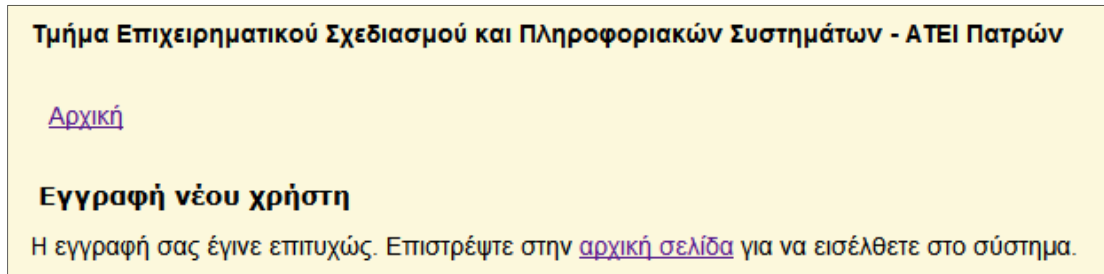 Τμήμα Επιχειρηματικού Σχεδιασμού και Πληροφοριακών Συστημάτων - ΑΤΕΙ Πατρών
Αρχική
Εγγραφή νέου χρήστη
Η εγγραφή σας έγινε επιτυχώς. Επιστρέψτε στην αρχική σελίδα για να εισέλθετε στο σύστημα.